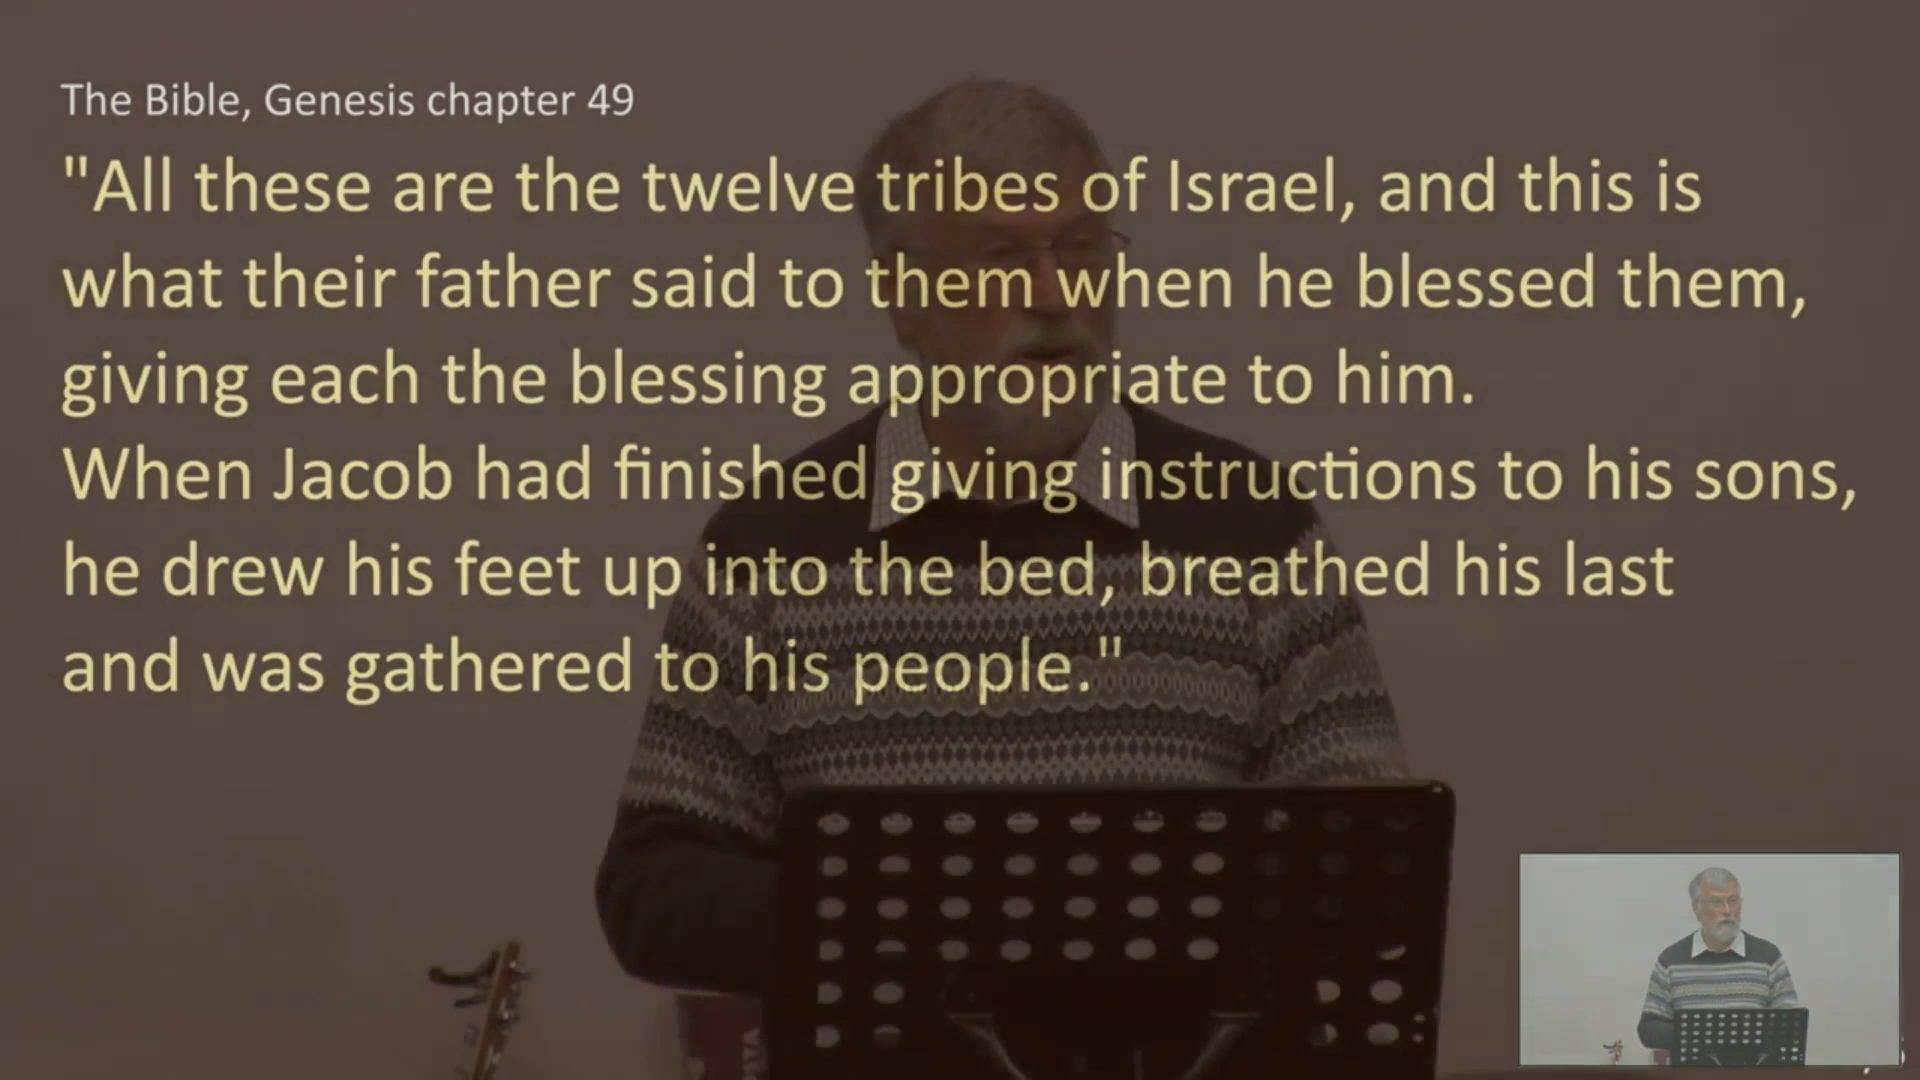 The Bible, Genesis chapter 49
"All these are the twelve tribes of Israel, and this is
what their father said to them when he blessed them,
giving each the blessing appropriate to him.
When Jacob had finished giving instructions to his sons,
he drew his feet up into the bed, breathed his last
and was gathered to his people."